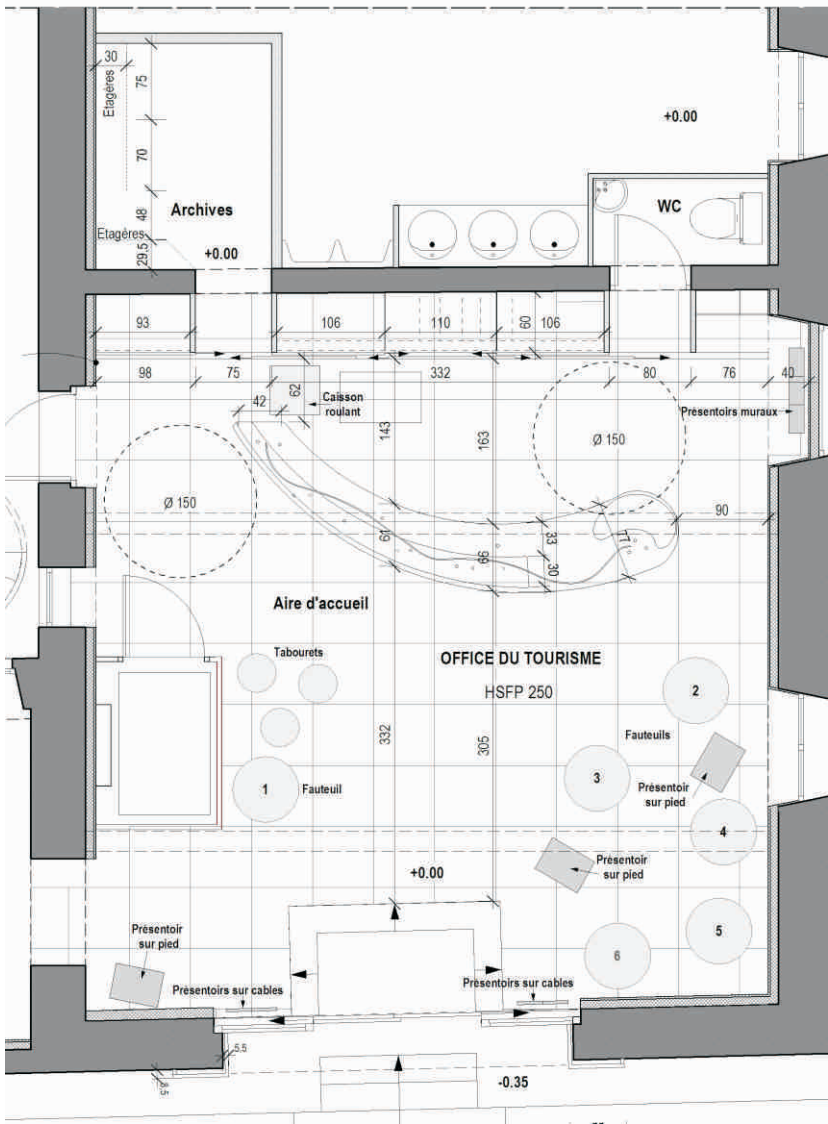 30
Etagères
75
70
48
29,5
Archives
Etagères
+0.00
+0.00
WC
93
106
110
60
106
98
75
332
80
76
40
42
62
Caisson
roulant
143
163
Présentoirs muraux
Ø 150
Ø 150
61
66
33
30
77
90
Aire d'accueil
Tabourets
OFFICE DU TOURISME
HSFP 250
332
305
1
Fauteuil
2
Fauteuils
3
Présentoir
sur pied
4
Présentoir
sur pied
+0.00
5
6
Présentoir
sur pied
Présentoirs sur cables
Présentoirs sur cables
5.5
8.5
-0.35